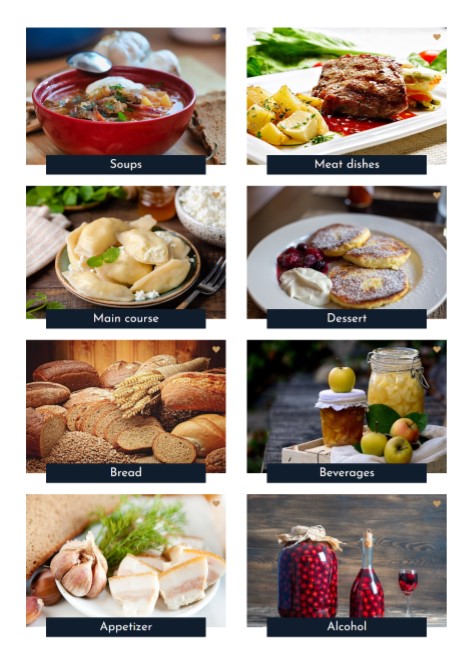 Soups
Meat dishes
Main course
Dessert
Bread
Beverages
Appetizer
Alcohol